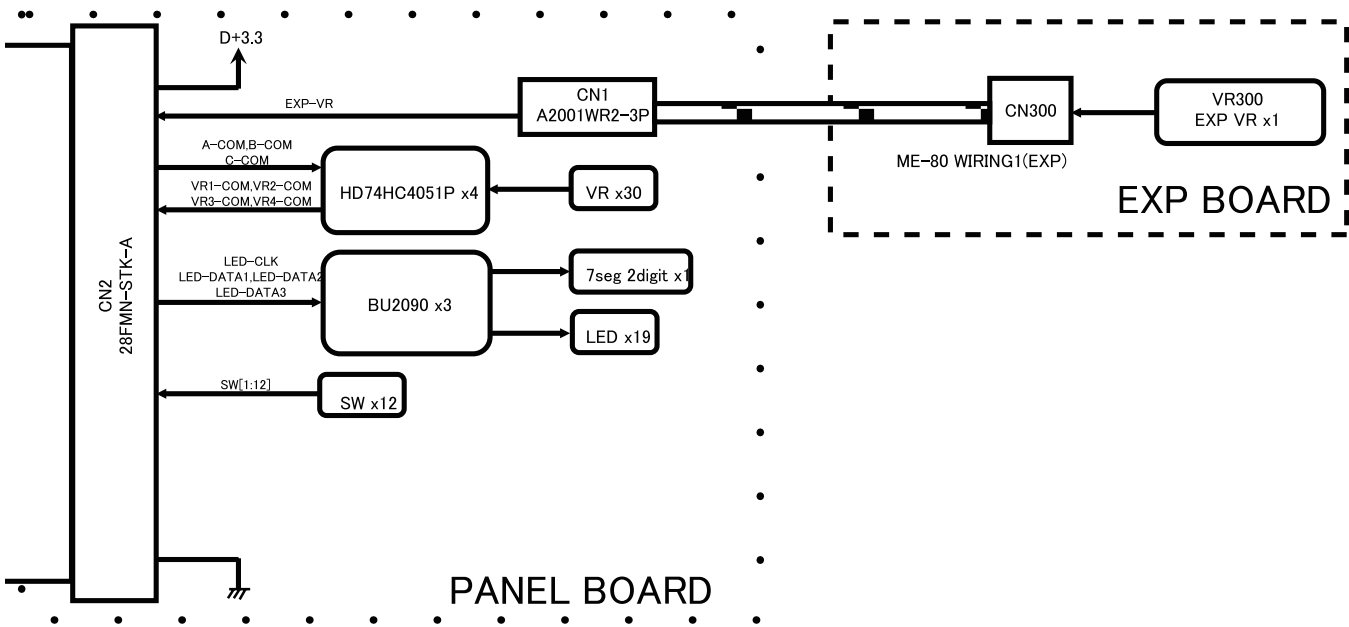 D+3.3
EXP-VR
CN1
A2001WR2-3P
CN300
VR300
EXP VR x1
ME-80 WIRING1(EXP)
EXP BOARD
A-COM,B-COM
C-COM
VR1-COM,VR2-COM
VR3-COM,VR4-COM
HD74HC4051P x4
VR x30
CN2
28FMN-STK-A
LED-CLK
LED-DATA1,LED-DATA2
LED-DATA3
BU2090 x3
7seg 2digit x1
LED x19
SW[1:12]
SW x12
PANEL BOARD